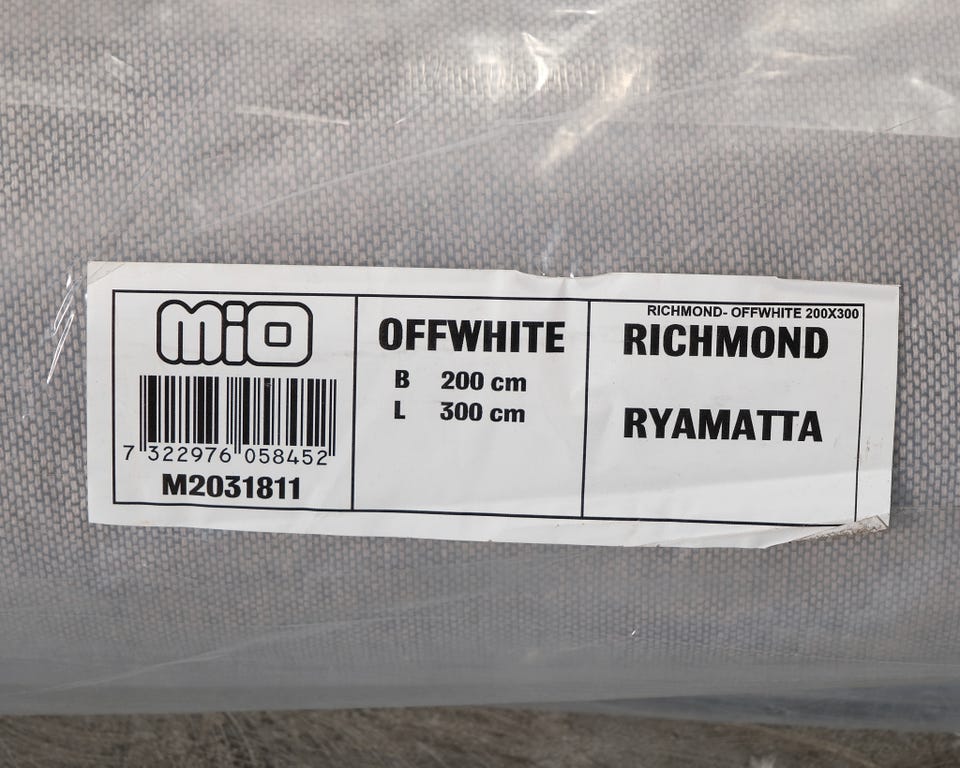 mio
7 322976 058452
M2031811
OFFWHITE
B 200 cm
L 300 cm
RICHMOND- OFFWHITE 200X300
RICHMOND
RYAMATTA